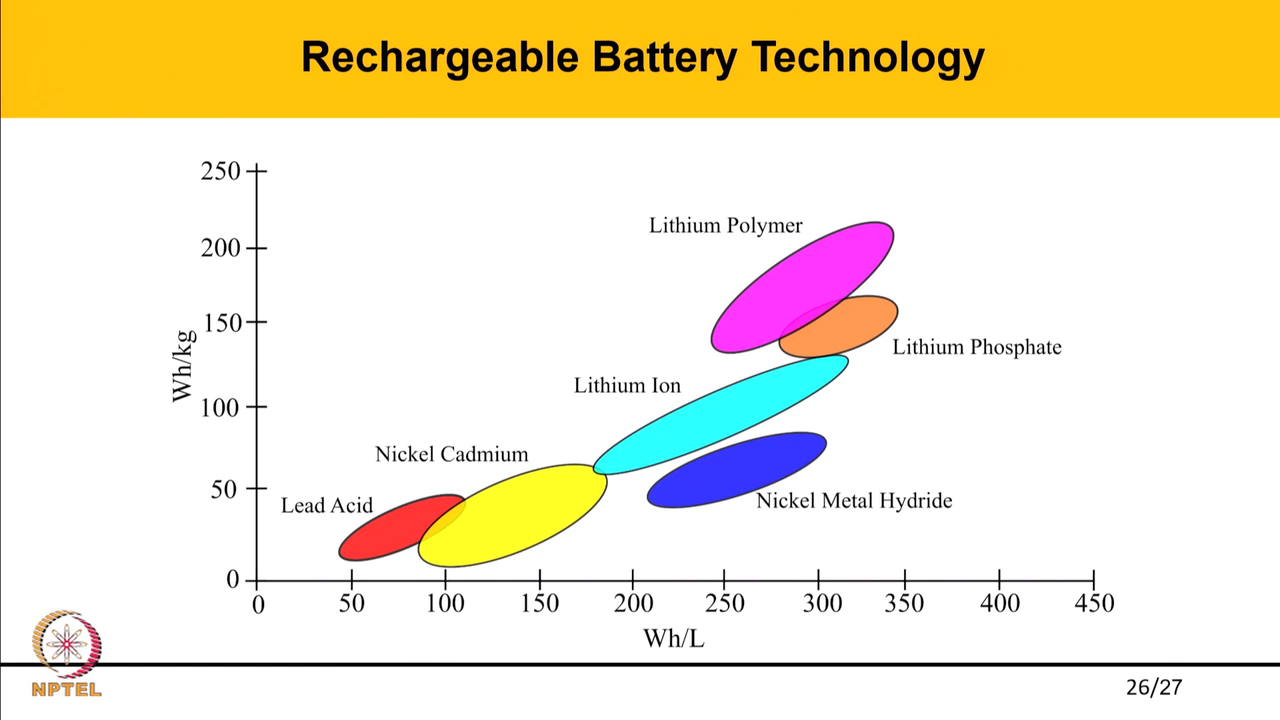 Rechargeable Battery Technology
250
200
150
100
50
0
Wh/kg
Lithium Polymer
Lithium Phosphate
Lithium Ion
Nickel Cadmium
Lead Acid
Nickel Metal Hydride
0 50 100 150 200 250 300 350 400 450
Wh/L
NPTEL
26/27